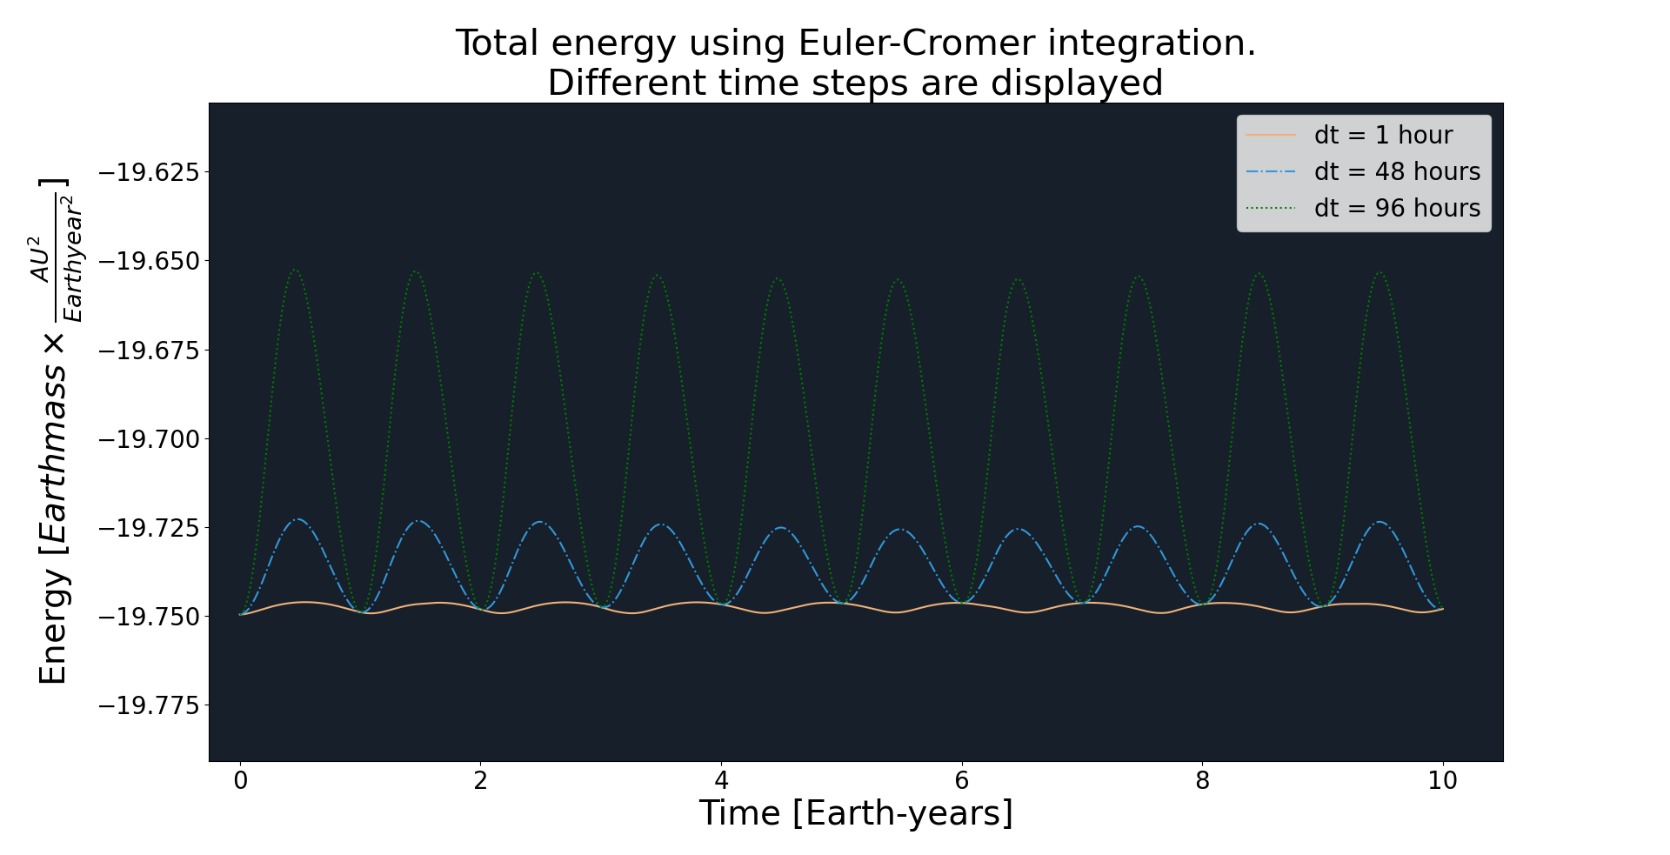 Total energy using Euler-Cromer integration.
Different time steps are displayed
Energy [Earthmass × AU²/Earthyear²]
−19.625
−19.650
−19.675
−19.700
−19.725
−19.750
−19.775
dt = 1 hour
dt = 48 hours
dt = 96 hours
0 2 4 6 8 10
Time [Earth-years]